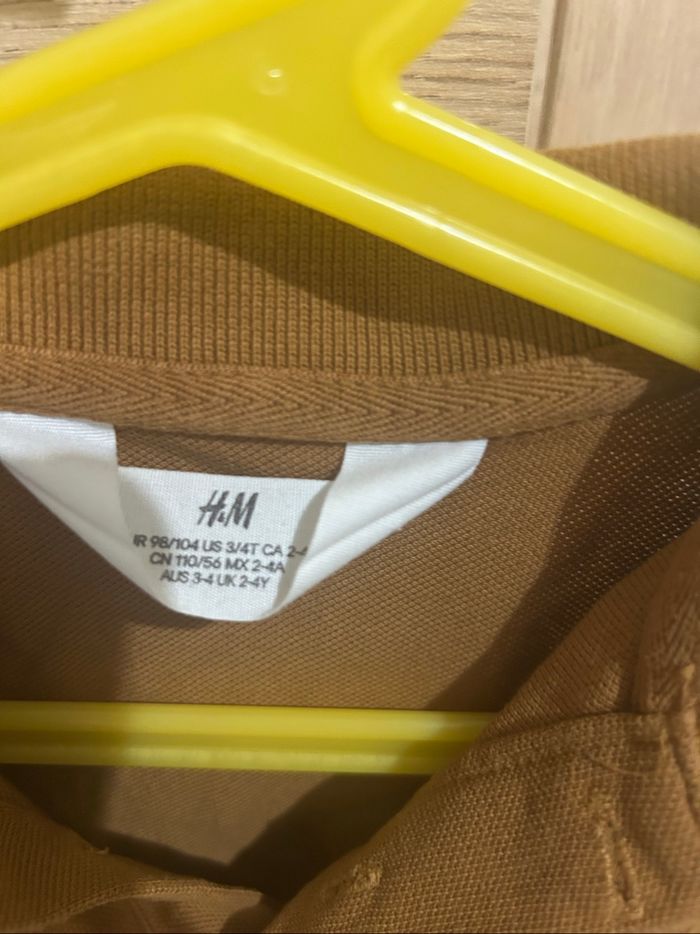 H&M
98/104 US 3/4T CA 2-4
CN 110/56 MX 2-4A
AUS 3-4 UK 2-4Y